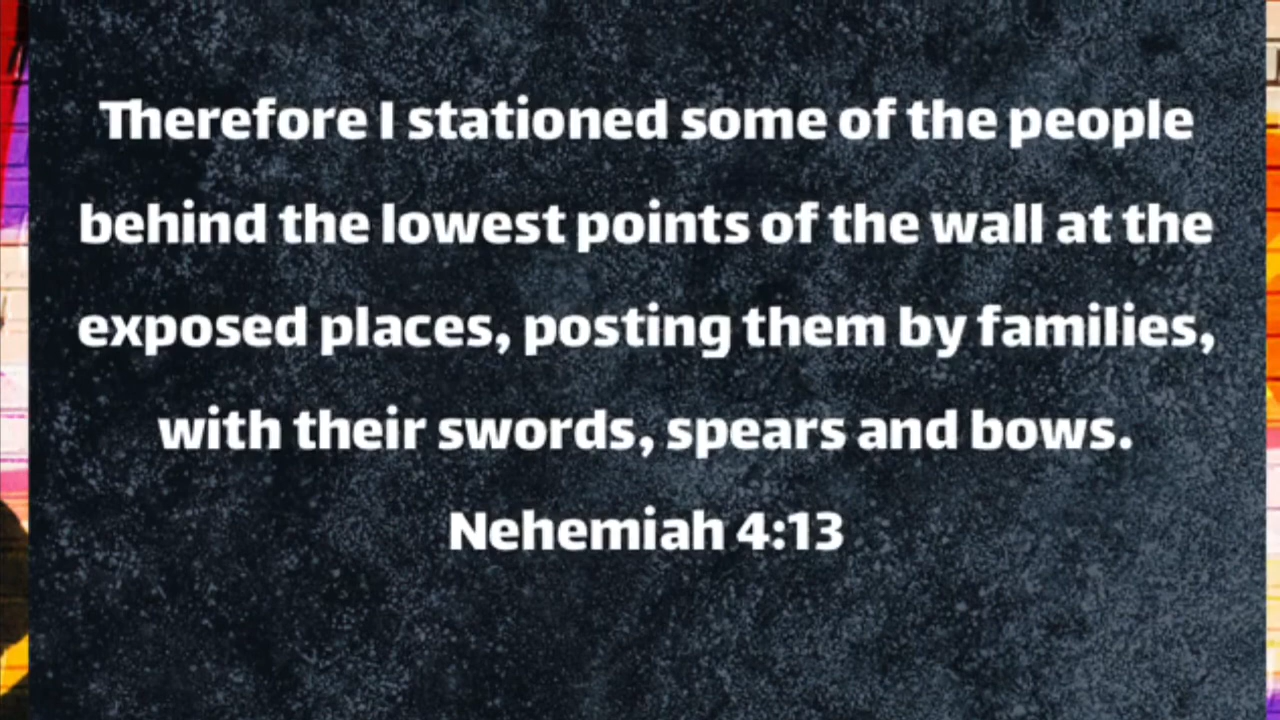 Therefore I stationed some of the people
behind the lowest points of the wall at the
exposed places, posting them by families,
with their swords, spears and bows.
Nehemiah 4:13